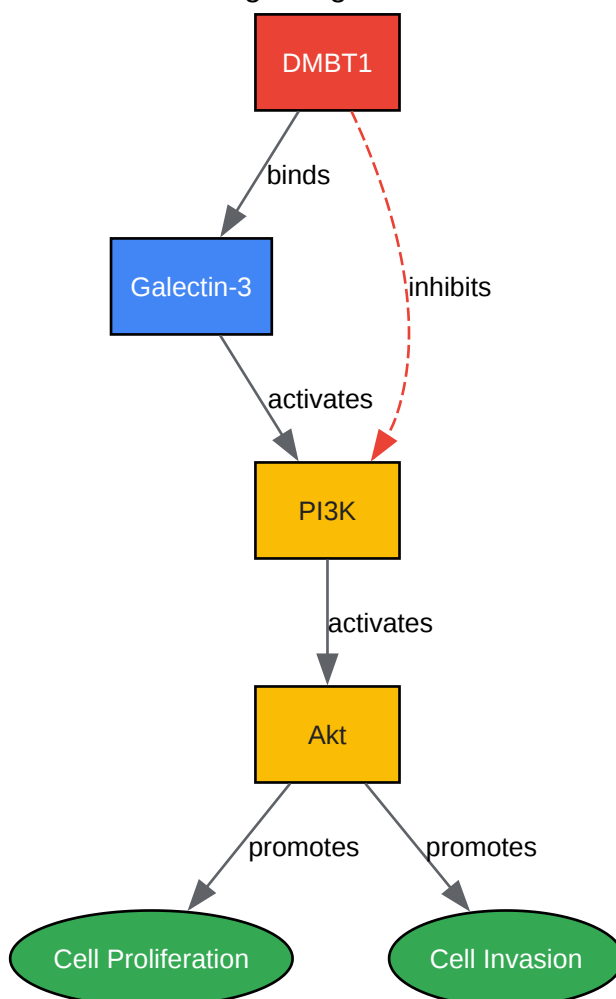 DMBT1
binds
Galectin-3
inhibits
activates
PI3K
activates
Akt
promotes
promotes
Cell Proliferation
Cell Invasion